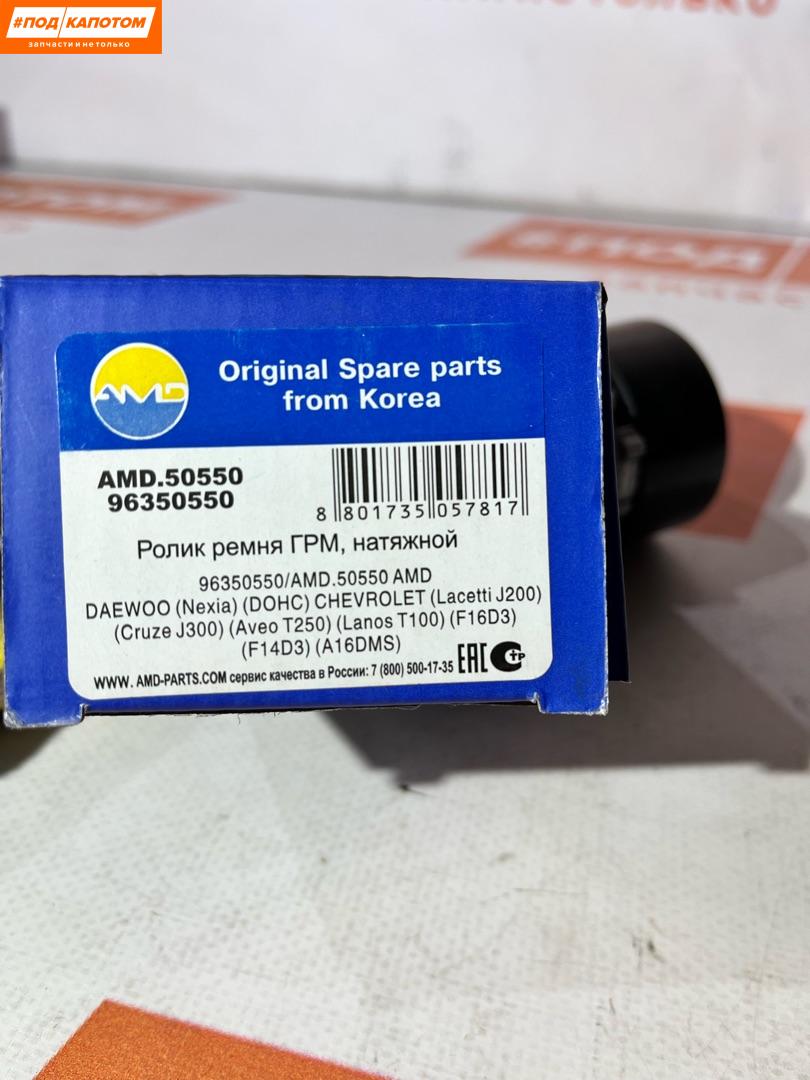 #ПОД КАПОТОМ
запчасти и не только
AMD
Original Spare parts
from Korea
AMD.50550
96350550
8 801735 057817
Ролик ремня ГРМ, натяжной
96350550/AMD.50550 AMD
DAEWOO (Nexia) (DOHC) CHEVROLET (Lacetti J200)
(Cruze J300) (Aveo T250) (Lanos T100) (F16D3)
(F14D3) (A16DMS)
WWW. AMD-PARTS.COM сервис качества в России: 7 (800) 500-17-35
EAC
СТР